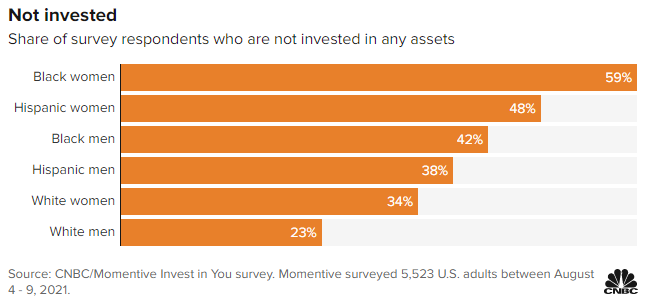 Not invested
Share of survey respondents who are not invested in any assets
Black women 59%
Hispanic women 48%
Black men 42%
Hispanic men 38%
White women 34%
White men 23%
Source: CNBC/Momentive Invest in You survey. Momentive surveyed 5,523 U.S. adults between August
4 - 9, 2021.
CNBC